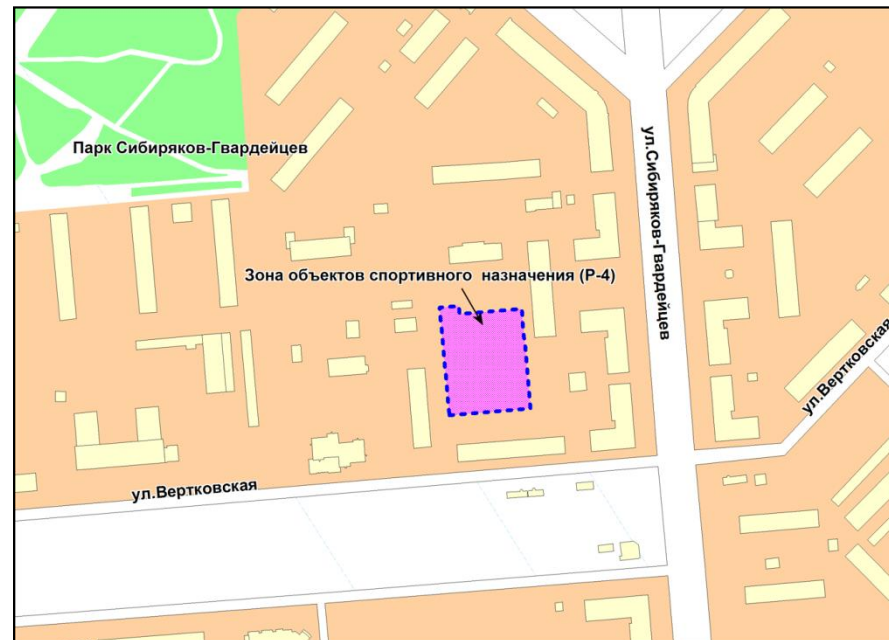 Парк Сибиряков-Гвардейцев
ул.Сибиряков-Гвардейцев
Зона объектов спортивного назначения (Р-4)
ул.Вертковская
ул.Вертковская